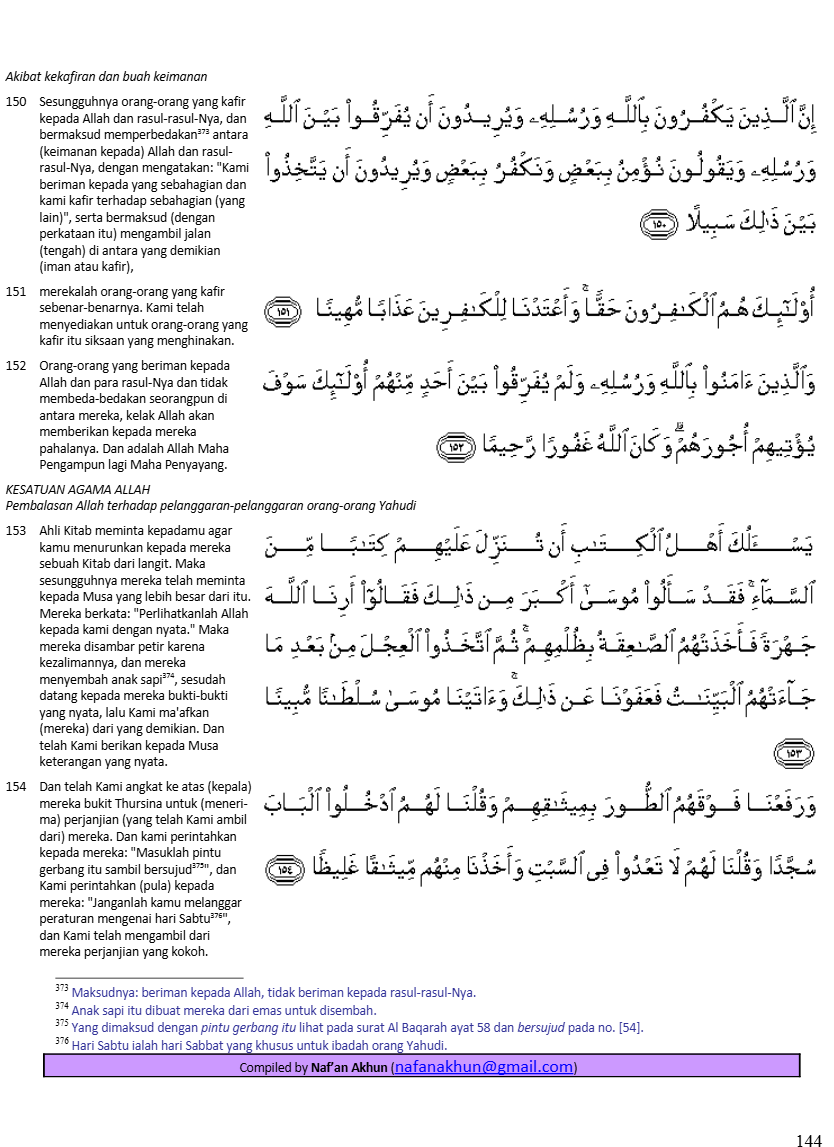 Akibat kekafiran dan buah keimanan
150 Sesungguhnya orang-orang yang kafir
kepada Allah dan rasul-rasul-Nya, dan
bermaksud memperbedakan³⁷³ antara
(keimanan kepada) Allah dan rasul-
rasul-Nya, dengan mengatakan: "Kami
beriman kepada yang sebahagian dan
kami kafir terhadap sebahagian (yang
lain)", serta bermaksud (dengan
perkataan itu) mengambil jalan
(tengah) di antara yang demikian
(iman atau kafir),
إِنَّ ٱلَّذِينَ يَكْفُرُونَ بِٱللَّهِ وَرُسُلِهِۦ وَيُرِيدُونَ أَن يُفَرِّقُوا۟ بَيْنَ ٱللَّهِ
وَرُسُلِهِۦ وَيَقُولُونَ نُؤْمِنُ بِبَعْضٍ وَنَكْفُرُ بِبَعْضٍ وَيُرِيدُونَ أَن يَتَّخِذُوا۟
بَيْنَ ذَٰلِكَ سَبِيلًا ١٥٠
151 merekalah orang-orang yang kafir
sebenar-benarnya. Kami telah
menyediakan untuk orang-orang yang
kafir itu siksaan yang menghinakan.
أُو۟لَـٰٓئِكَ هُمُ ٱلْكَـٰفِرُونَ حَقًّا ۚ وَأَعْتَدْنَا لِلْكَـٰفِرِينَ عَذَابًا مُّهِينًا ١٥١
152 Orang-orang yang beriman kepada
Allah dan para rasul-Nya dan tidak
membeda-bedakan seorangpun di
antara mereka, kelak Allah akan
memberikan kepada mereka
pahalanya. Dan adalah Allah Maha
Pengampun lagi Maha Penyayang.
وَٱلَّذِينَ ءَامَنُوا۟ بِٱللَّهِ وَرُسُلِهِۦ وَلَمْ يُفَرِّقُوا۟ بَيْنَ أَحَدٍ مِّنْهُمْ أُو۟لَـٰٓئِكَ سَوْفَ
يُؤْتِيهِمْ أُجُورَهُمْ ۗ وَكَانَ ٱللَّهُ غَفُورًا رَّحِيمًا ١٥٢
KESATUAN AGAMA ALLAH
Pembalasan Allah terhadap pelanggaran-pelanggaran orang-orang Yahudi
153 Ahli Kitab meminta kepadamu agar
kamu menurunkan kepada mereka
sebuah Kitab dari langit. Maka
sesungguhnya mereka telah meminta
kepada Musa yang lebih besar dari itu.
Mereka berkata: "Perlihatkanlah Allah
kepada kami dengan nyata." Maka
mereka disambar petir karena
kezalimannya, dan mereka
menyembah anak sapi³⁷⁴, sesudah
datang kepada mereka bukti-bukti
yang nyata, lalu Kami ma'afkan
(mereka) dari yang demikian. Dan
telah Kami berikan kepada Musa
keterangan yang nyata.
يَسْـَٔلُكَ أَهْلُ ٱلْكِتَـٰبِ أَن تُنَزِّلَ عَلَيْهِمْ كِتَـٰبًا مِّنَ
ٱلسَّمَآءِ ۚ فَقَدْ سَأَلُوا۟ مُوسَىٰٓ أَكْبَرَ مِن ذَٰلِكَ فَقَالُوٓا۟ أَرِنَا ٱللَّهَ
جَهْرَةً فَأَخَذَتْهُمُ ٱلصَّـٰعِقَةُ بِظُلْمِهِمْ ۚ ثُمَّ ٱتَّخَذُوا۟ ٱلْعِجْلَ مِنۢ بَعْدِ مَا
جَآءَتْهُمُ ٱلْبَيِّنَـٰتُ فَعَفَوْنَا عَن ذَٰلِكَ ۚ وَءَاتَيْنَا مُوسَىٰ سُلْطَـٰنًا مُّبِينًا
١٥٣
154 Dan telah Kami angkat ke atas (kepala)
mereka bukit Thursina untuk (meneri-
ma) perjanjian (yang telah Kami ambil
dari) mereka. Dan kami perintahkan
kepada mereka: "Masuklah pintu
gerbang itu sambil bersujud³⁷⁵", dan
Kami perintahkan (pula) kepada
mereka: "Janganlah kamu melanggar
peraturan mengenai hari Sabtu³⁷⁶",
dan Kami telah mengambil dari
mereka perjanjian yang kokoh.
وَرَفَعْنَا فَوْقَهُمُ ٱلطُّورَ بِمِيثَـٰقِهِمْ وَقُلْنَا لَهُمُ ٱدْخُلُوا۟ ٱلْبَابَ
سُجَّدًا وَقُلْنَا لَهُمْ لَا تَعْدُوا۟ فِى ٱلسَّبْتِ وَأَخَذْنَا مِنْهُم مِّيثَـٰقًا غَلِيظًا ١٥٤
³⁷³ Maksudnya: beriman kepada Allah, tidak beriman kepada rasul-rasul-Nya.
³⁷⁴ Anak sapi itu dibuat mereka dari emas untuk disembah.
³⁷⁵ Yang dimaksud dengan pintu gerbang itu lihat pada surat Al Baqarah ayat 58 dan bersujud pada no. [54].
³⁷⁶ Hari Sabtu ialah hari Sabbat yang khusus untuk ibadah orang Yahudi.
Compiled by Naf'an Akhun (nafanakhun@gmail.com)
144